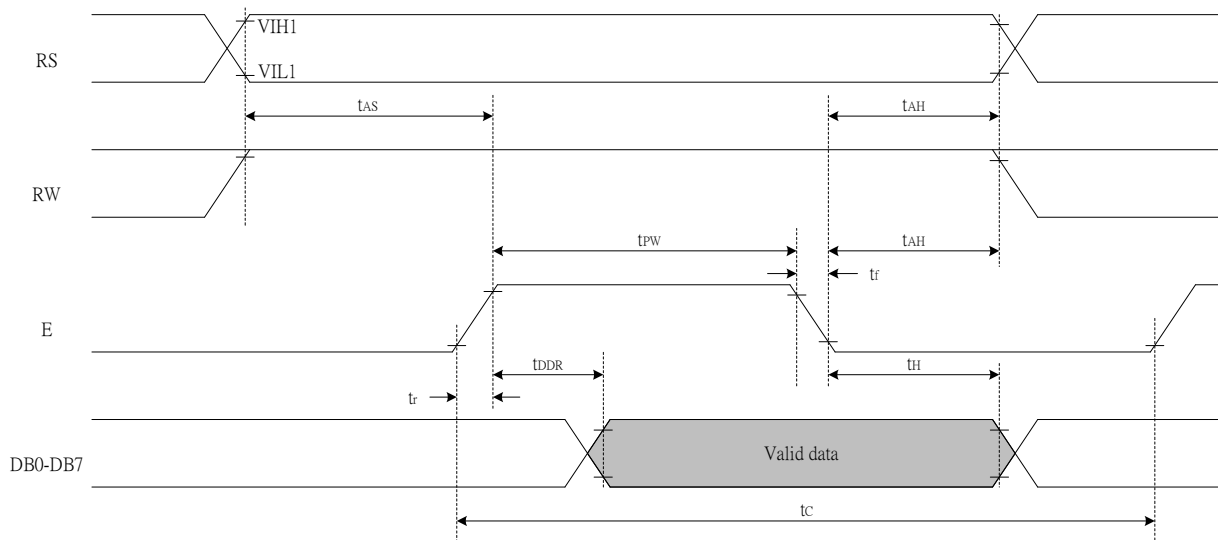 VIH1
RS
VIL1
tAS
tAH
RW
tPW
tAH
tf
E
tDDR
tH
tr
Valid data
DB0-DB7
tC